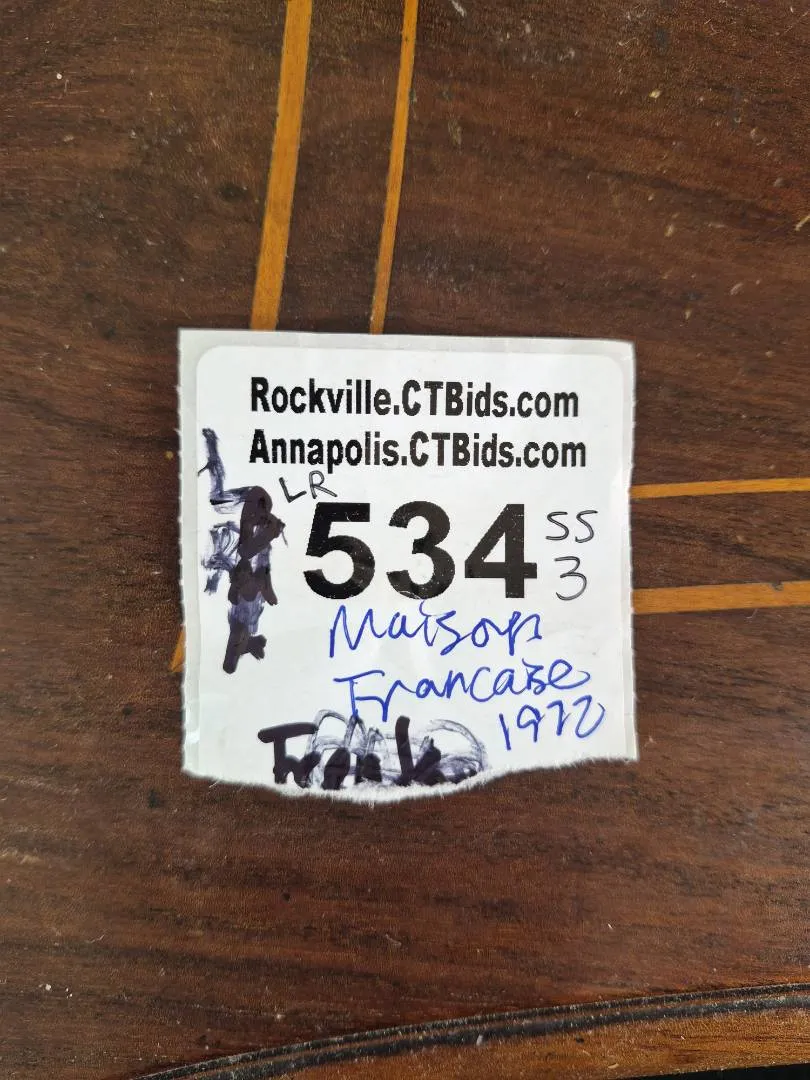 Rockville.CTBids.com
Annapolis.CTBids.com
LR
534
SS
3
Maison
Francaise
1972